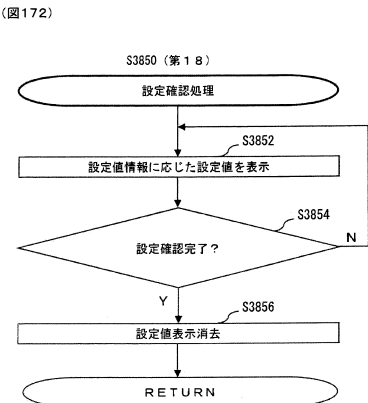 (図172)
S3850(第18)
設定確認処理
S3852
設定値情報に応じた設定値を表示
S3854
設定確認完了?
N
Y
S3856
設定値表示消去
RETURN